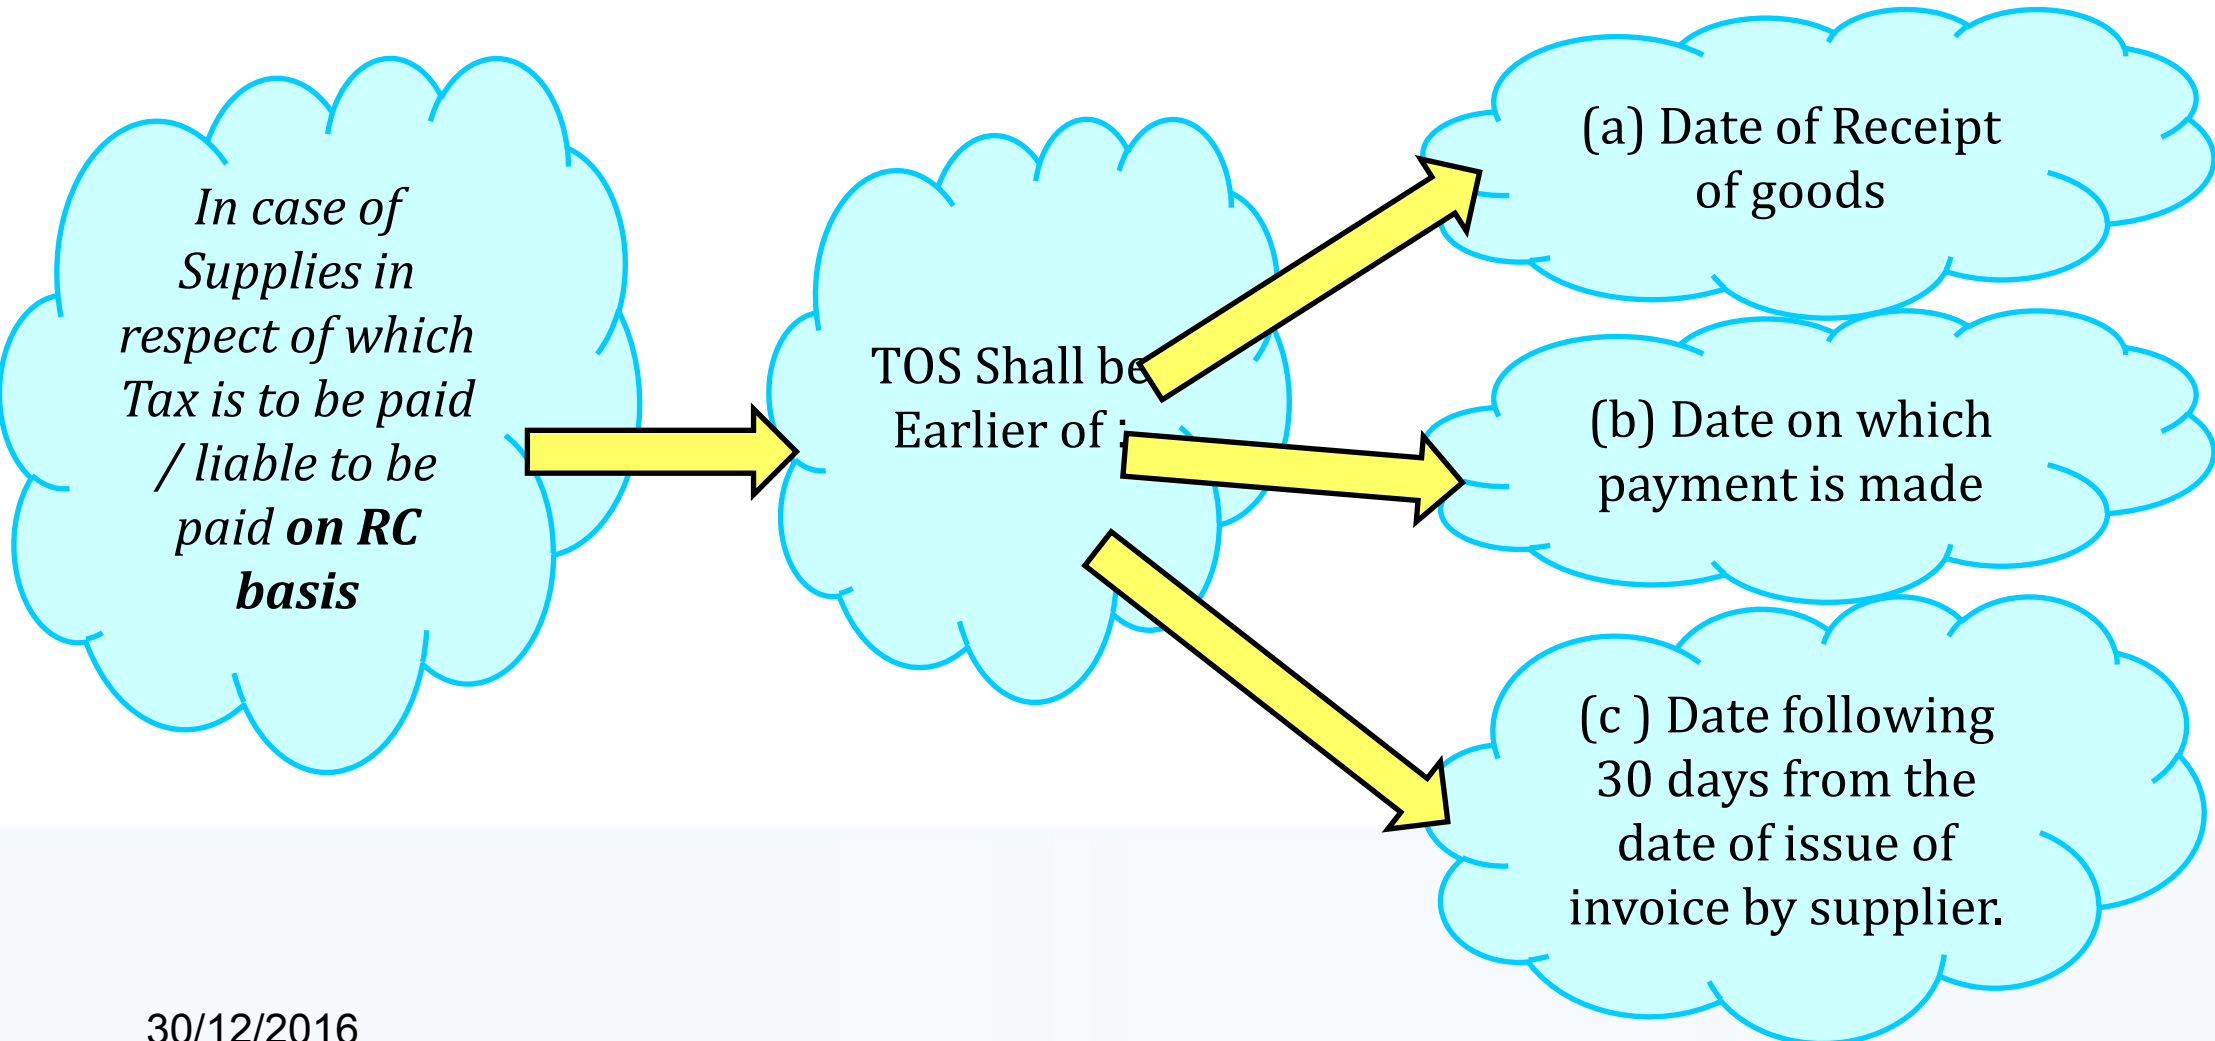 In case of
Supplies in
respect of which
Tax is to be paid
/ liable to be
paid on RC
basis
TOS Shall be
Earlier of :
(a) Date of Receipt
of goods
(b) Date on which
payment is made
(c ) Date following
30 days from the
date of issue of
invoice by supplier.
30/12/2016